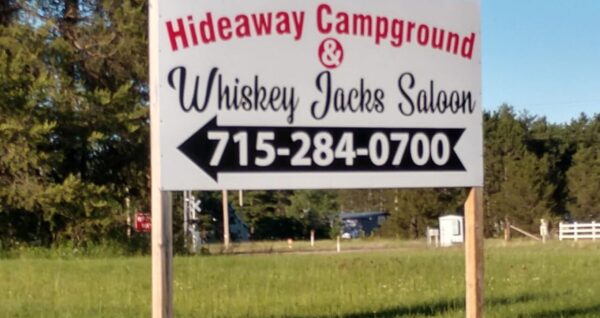 Hideaway Campground
&
Whiskey Jacks Saloon
715-284-0700